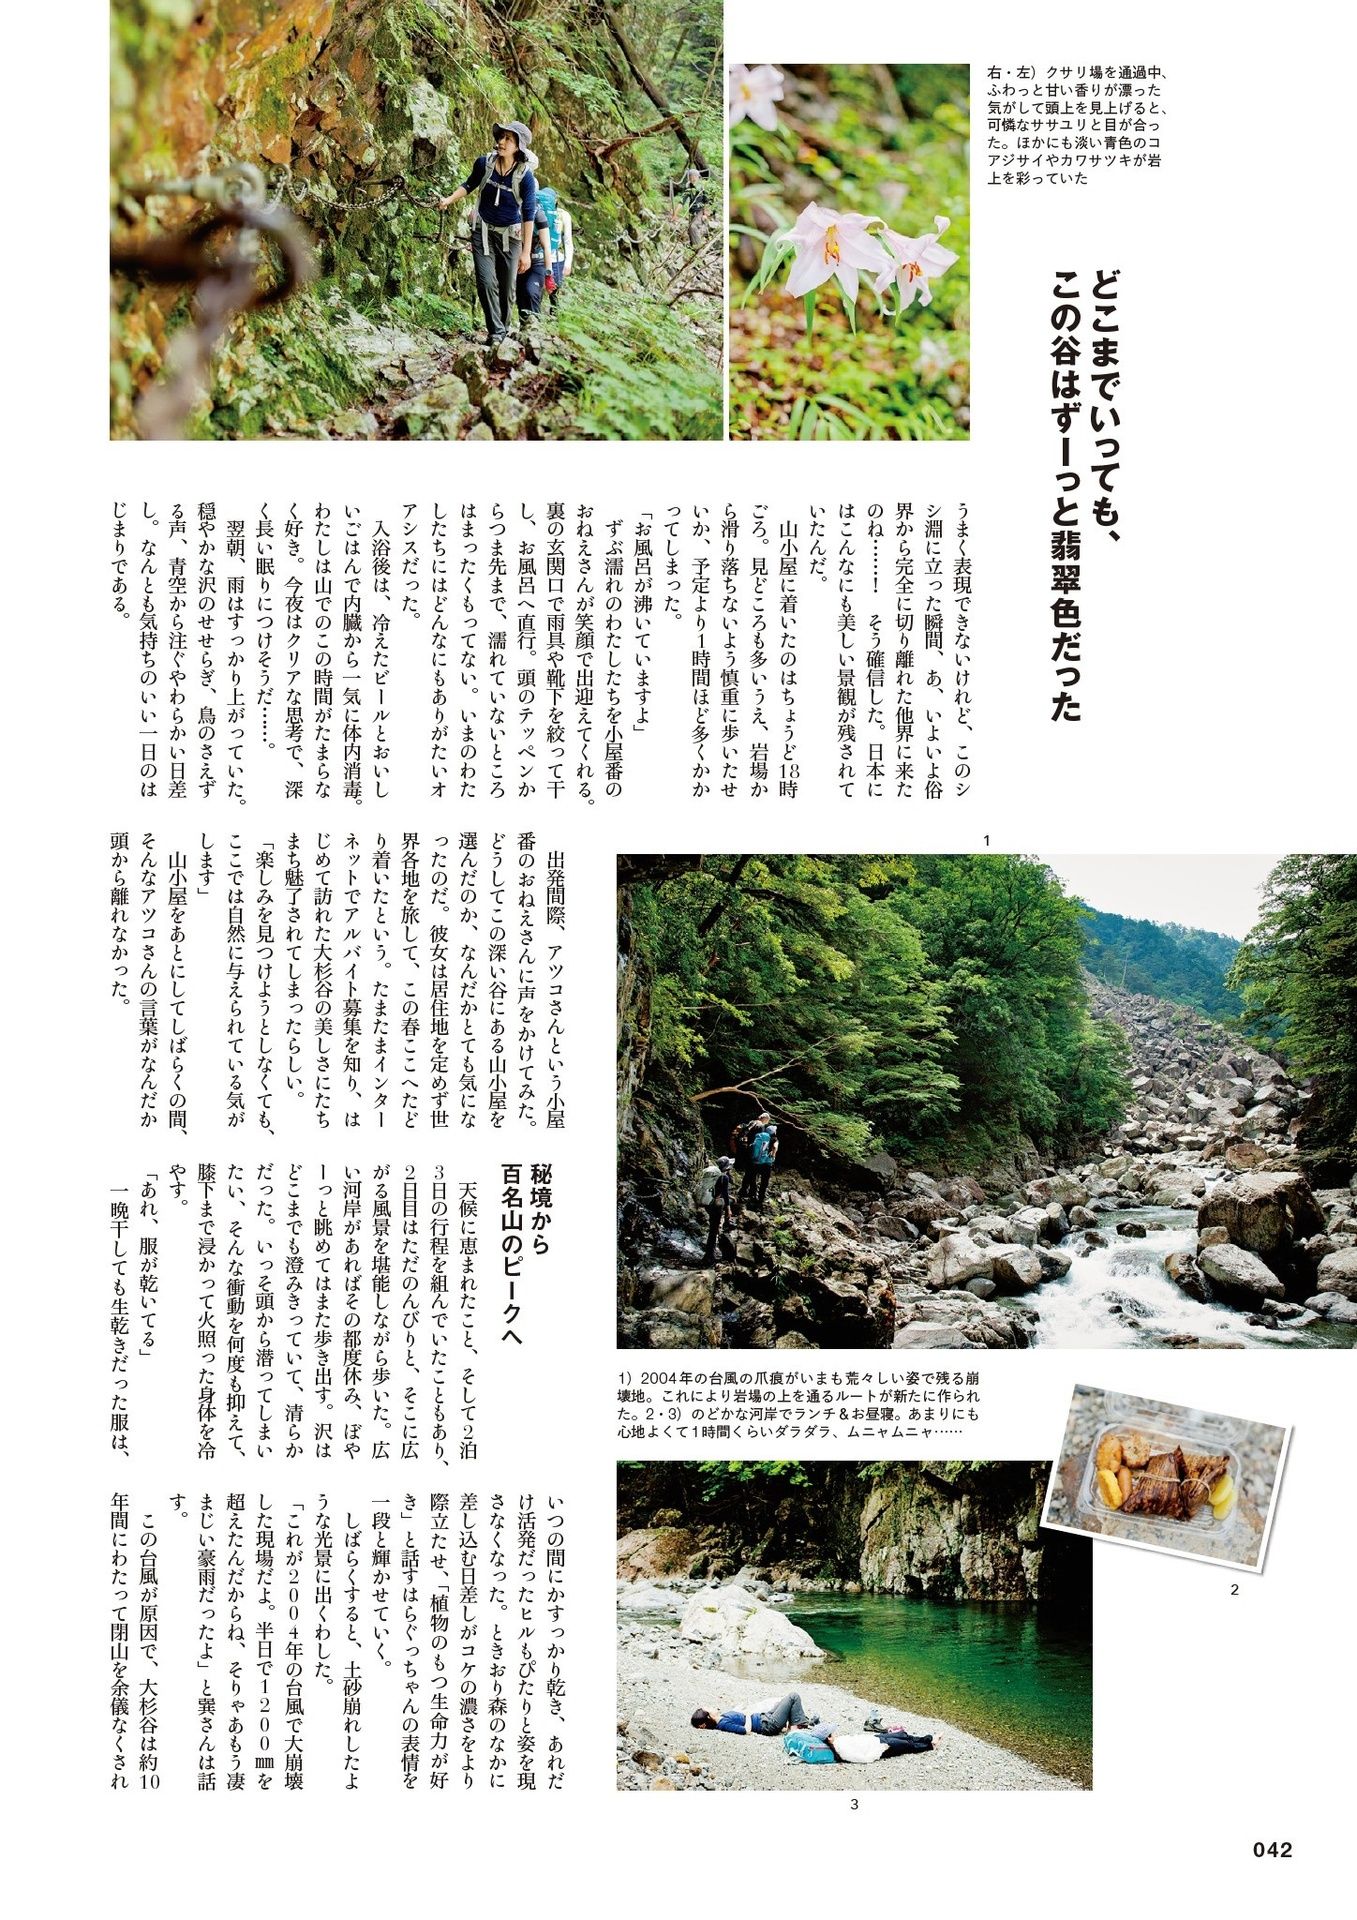 右・左）クサリ場を通過中、
ふわっと甘い香りが漂った
気がして頭上を見上げると、
可憐なササユリと目が合っ
た。ほかにも淡い青色のコ
アジサイやカワサツキが岩
上を彩っていた
どこまでいっても、
この谷はずーっと翡翠色だった
うまく表現できないけれど、このシ
シ淵に立った瞬間、あ、いよいよ俗
界から完全に切り離れた他界に来た
のね……！　そう確信した。日本に
はこんなにも美しい景観が残されて
いたんだ。
　山小屋に着いたのはちょうど18時
ごろ。見どころも多いうえ、岩場か
ら滑り落ちないよう慎重に歩いたせ
いか、予定より1時間ほど多くかか
ってしまった。
「お風呂が沸いていますよ」
　ずぶ濡れのわたしたちを小屋番の
おねえさんが笑顔で出迎えてくれる。
裏の玄関口で雨具や靴下を絞って干
し、お風呂へ直行。頭のテッペンか
らつま先まで、濡れていないところ
はまったくもってない。いまのわた
したちにはどんなにもありがたいオ
アシスだった。
　入浴後は、冷えたビールとおいし
いごはんで内臓から一気に体内消毒。
わたしは山でのこの時間がたまらな
く好き。今夜はクリアな思考で、深
く長い眠りにつけそうだ……。
　翌朝、雨はすっかり上がっていた。
穏やかな沢のせせらぎ、鳥のさえず
る声、青空から注ぐやわらかい日差
し。なんとも気持ちのいい一日のは
じまりである。
　出発間際、アツコさんという小屋
番のおねえさんに声をかけてみた。
どうしてこの深い谷にある山小屋を
選んだのか、なんだかとても気にな
ったのだ。彼女は居住地を定めず世
界各地を旅して、この春ここへたど
り着いたという。たまたまインター
ネットでアルバイト募集を知り、は
じめて訪れた大杉谷の美しさにたち
まち魅了されてしまったらしい。
「楽しみを見つけようとしなくても、
ここでは自然に与えられている気が
します」
　山小屋をあとにしてしばらくの間、
そんなアツコさんの言葉がなんだか
頭から離れなかった。
秘境から
百名山のピークへ
　天候に恵まれたこと、そして2泊
3日の行程を組んでいたこともあり、
2日目はただのんびりと、そこに広
がる風景を堪能しながら歩いた。広
い河岸があればその都度休み、ぼや
ーっと眺めてはまた歩き出す。沢は
どこまでも澄みきっていて、清らか
だった。いっそ頭から潜ってしまい
たい、そんな衝動を何度も抑えて、
膝下まで浸かって火照った身体を冷
やす。
「あれ、服が乾いてる」
　一晩干しても生乾きだった服は、
いつの間にかすっかり乾き、あれだ
け活発だったヒルもぴたりと姿を現
さなくなった。ときおり森のなかに
差し込む日差しがコケの濃さをより
際立たせ、「植物のもつ生命力が好
き」と話すはらぐっちゃんの表情を
一段と輝かせていく。
　しばらくすると、土砂崩れしたよ
うな光景に出くわした。
「これが2004年の台風で大崩壊
した現場だよ。半日で1200㎜を
超えたんだからね、そりゃあもう凄
まじい豪雨だったよ」と巽さんは話
す。
　この台風が原因で、大杉谷は約10
年間にわたって閉山を余儀なくされ
1
1）2004年の台風の爪痕がいまも荒々しい姿で残る崩
壊地。これにより岩場の上を通るルートが新たに作られ
た。2・3）のどかな河岸でランチ＆お昼寝。あまりにも
心地よくて1時間くらいダラダラ、ムニャムニャ……
2
3
042